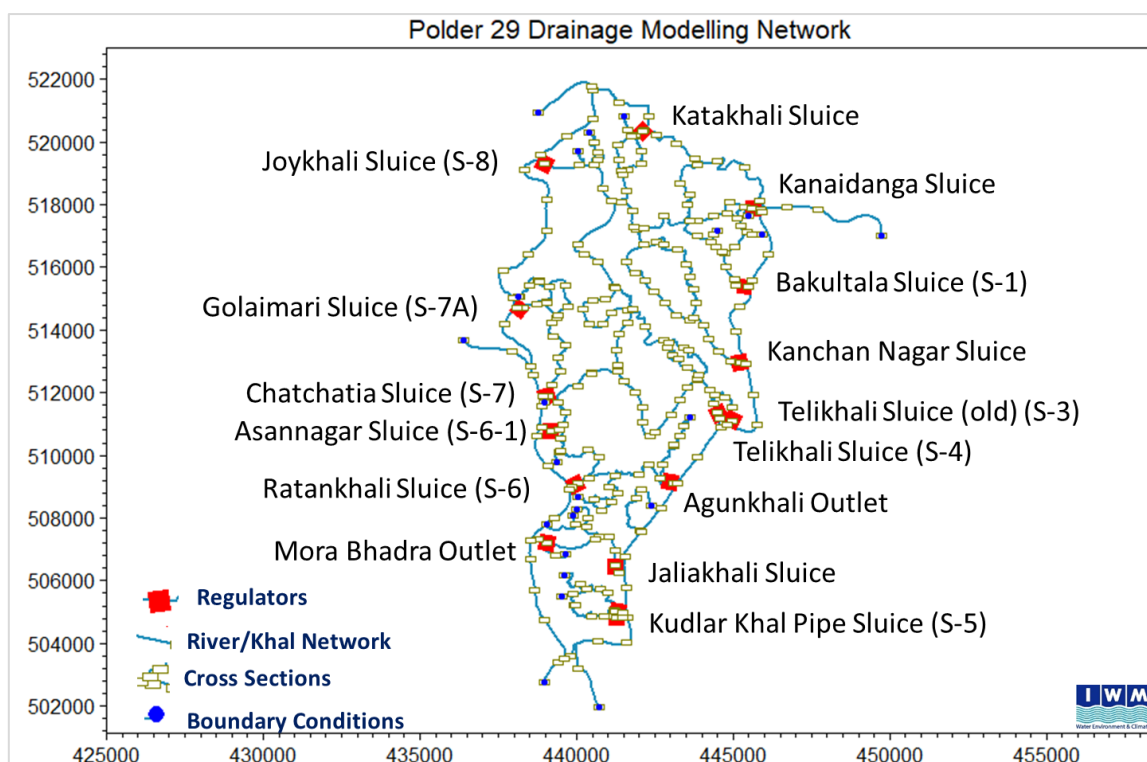 Polder 29 Drainage Modelling Network
522000
520000
518000
516000
514000
512000
510000
508000
506000
504000
502000
Katakhali Sluice
Joykhali Sluice (S-8)
Kanaidanga Sluice
Bakultala Sluice (S-1)
Golaimari Sluice (S-7A)
Kanchan Nagar Sluice
Chatchatia Sluice (S-7)
Telikhali Sluice (old) (S-3)
Asannagar Sluice (S-6-1)
Telikhali Sluice (S-4)
Ratankhali Sluice (S-6)
Agunkhali Outlet
Mora Bhadra Outlet
Jaliakhali Sluice
Kudlar Khal Pipe Sluice (S-5)
Regulators
River/Khal Network
Cross Sections
Boundary Conditions
IWM
Water Environment & Climat
425000 430000 435000 440000 445000 450000 455000